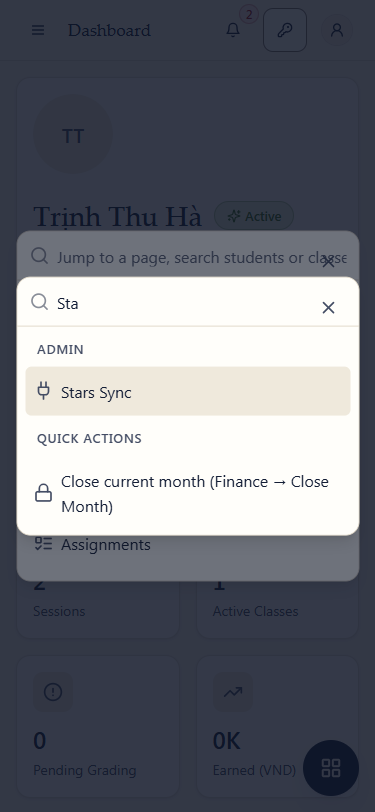 Dashboard
2
TT
Trịnh Thu Hà
Active
Jump to a page, search students or classe
Sta
ADMIN
Stars Sync
QUICK ACTIONS
Close current month (Finance → Close
Month)
Assignments
2
1
Sessions
Active Classes
0
0K
Pending Grading
Earned (VND)